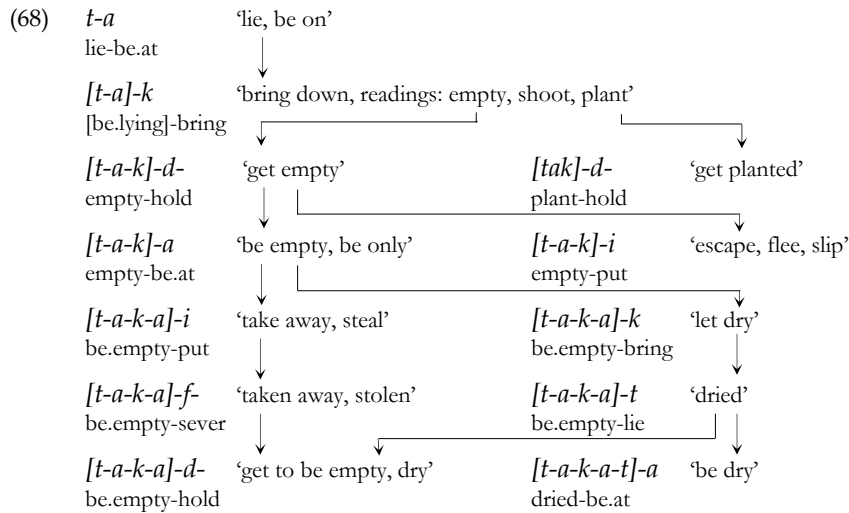 (68) t-a ‘lie, be on’
lie-be.at
[t-a]-k ‘bring down, readings: empty, shoot, plant’
[be.lying]-bring
[t-a-k]-d- ‘get empty’ [tak]-d- ‘get planted’
empty-hold plant-hold
[t-a-k]-a ‘be empty, be only’ [t-a-k]-i ‘escape, flee, slip’
empty-be.at empty-put
[t-a-k-a]-i ‘take away, steal’ [t-a-k-a]-k ‘let dry’
be.empty-put be.empty-bring
[t-a-k-a]-f- ‘taken away, stolen’ [t-a-k-a]-t ‘dried’
be.empty-sever be.empty-lie
[t-a-k-a]-d- ‘get to be empty, dry’ [t-a-k-a-t]-a ‘be dry’
be.empty-hold dried-be.at